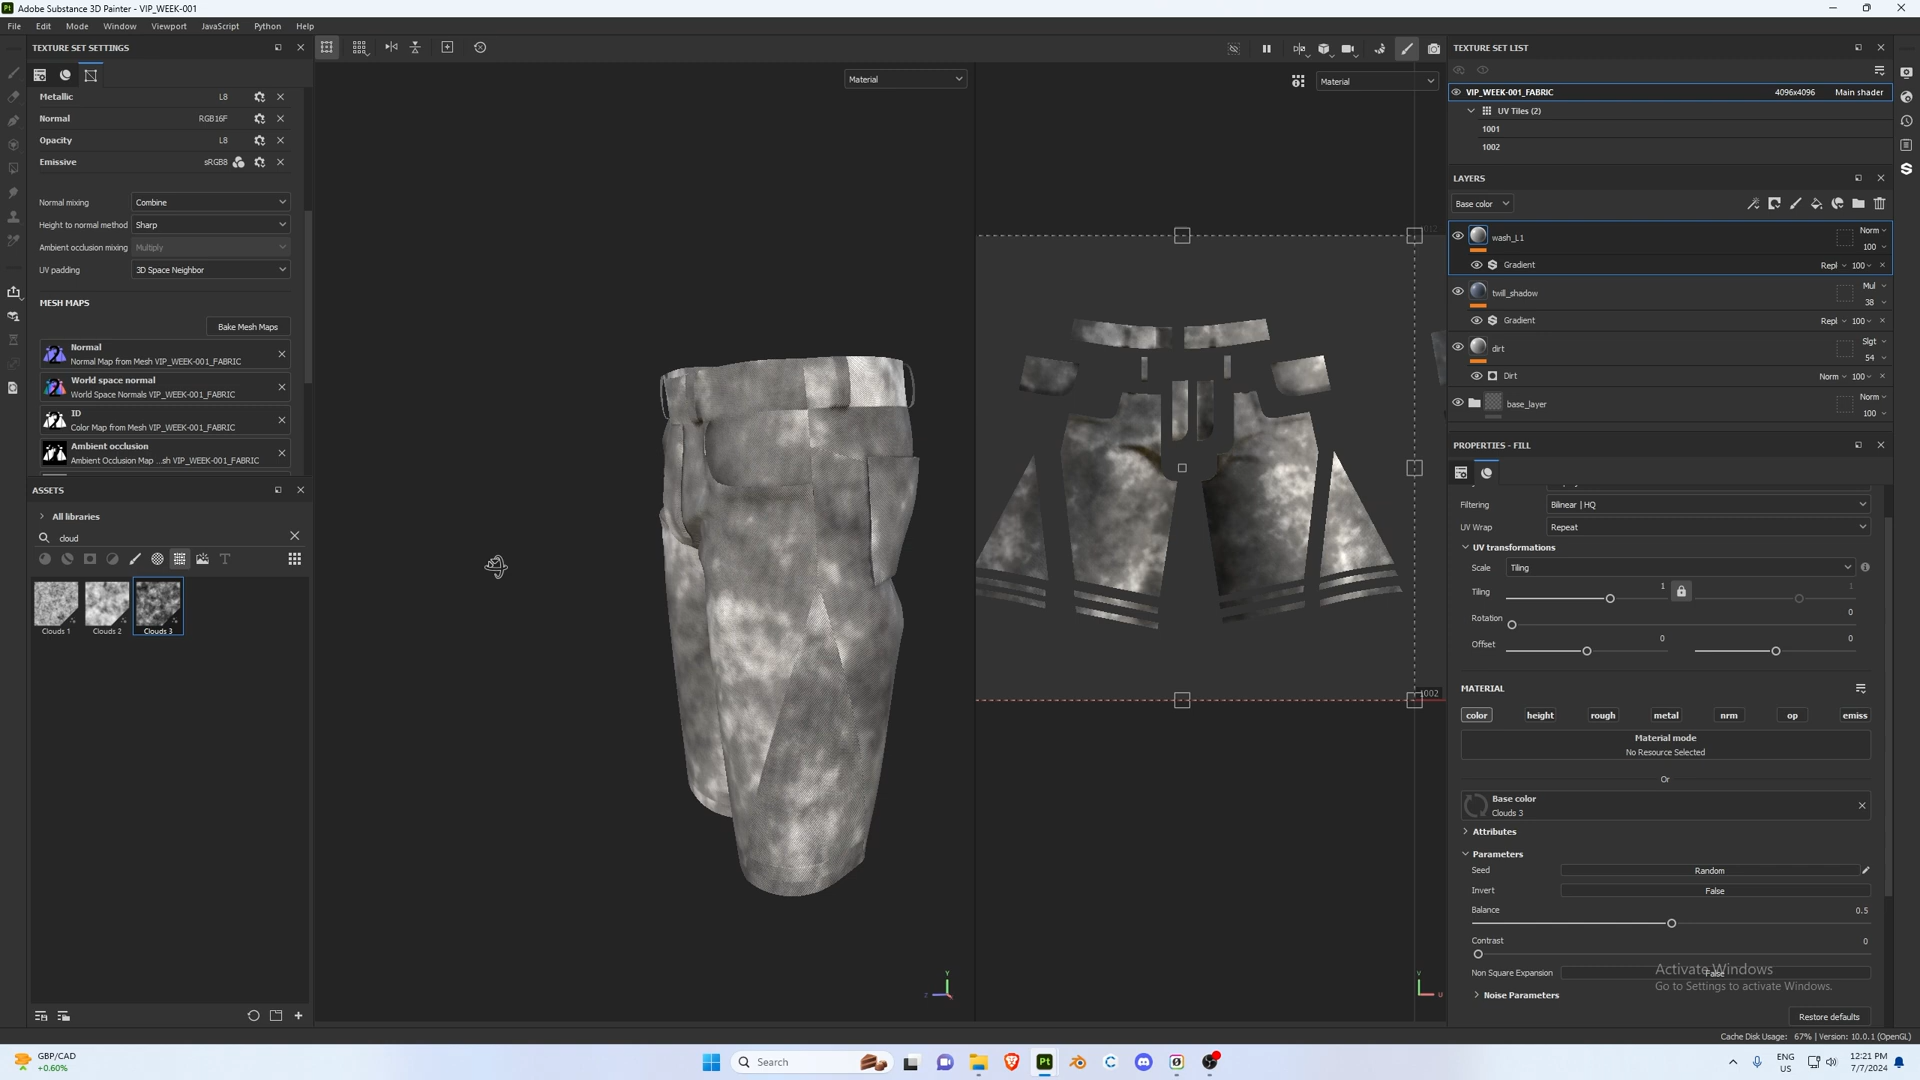 Adobe Substance 3D Painter - VIP_WEEK-001
File Edit Mode Window Viewport JavaScript Python Help
TEXTURE SET SETTINGS
Metallic L8
Normal RGB16F
Opacity L8
Emissive sRGB8
Normal mixing Combine
Height to normal method Sharp
Ambient occlusion mixing Multiply
UV padding 3D Space Neighbor
MESH MAPS
Bake Mesh Maps
Normal
Normal Map from Mesh VIP_WEEK-001_FABRIC
World space normal
World Space Normals VIP_WEEK-001_FABRIC
ID
Color Map from Mesh VIP_WEEK-001_FABRIC
Ambient occlusion
Ambient Occlusion Map ...sh VIP_WEEK-001_FABRIC
ASSETS
All libraries
cloud
Clouds 1 Clouds 2 Clouds 3
Material
Material
1002
Y
Z
Y
U
TEXTURE SET LIST
VIP_WEEK-001_FABRIC 4096x4096 Main shader
UV Tiles (2)
1001
1002
LAYERS
Base color
wash_L1 Norm 100
Gradient Repl 100
twill_shadow Mul 38
Gradient Repl 100
dirt Slgt 54
Dirt Norm 100
base_layer Norm 100
PROPERTIES - FILL
Filtering Bilinear | HQ
UV Wrap Repeat
UV transformations
Scale Tiling
Tiling 1 1
Rotation 0
Offset 0 0
MATERIAL
color height rough metal nrm op emiss
Material mode
No Resource Selected
Or
Base color
Clouds 3
Attributes
Parameters
Seed Random
Invert False
Balance 0.5
Contrast 0
Non Square Expansion False
Noise Parameters
Activate Windows
Go to Settings to activate Windows.
Restore defaults
Cache Disk Usage: 67% | Version: 10.0.1 (OpenGL)
GBP/CAD
+0.60%
Search
ENG
US
12:21 PM
7/7/2024